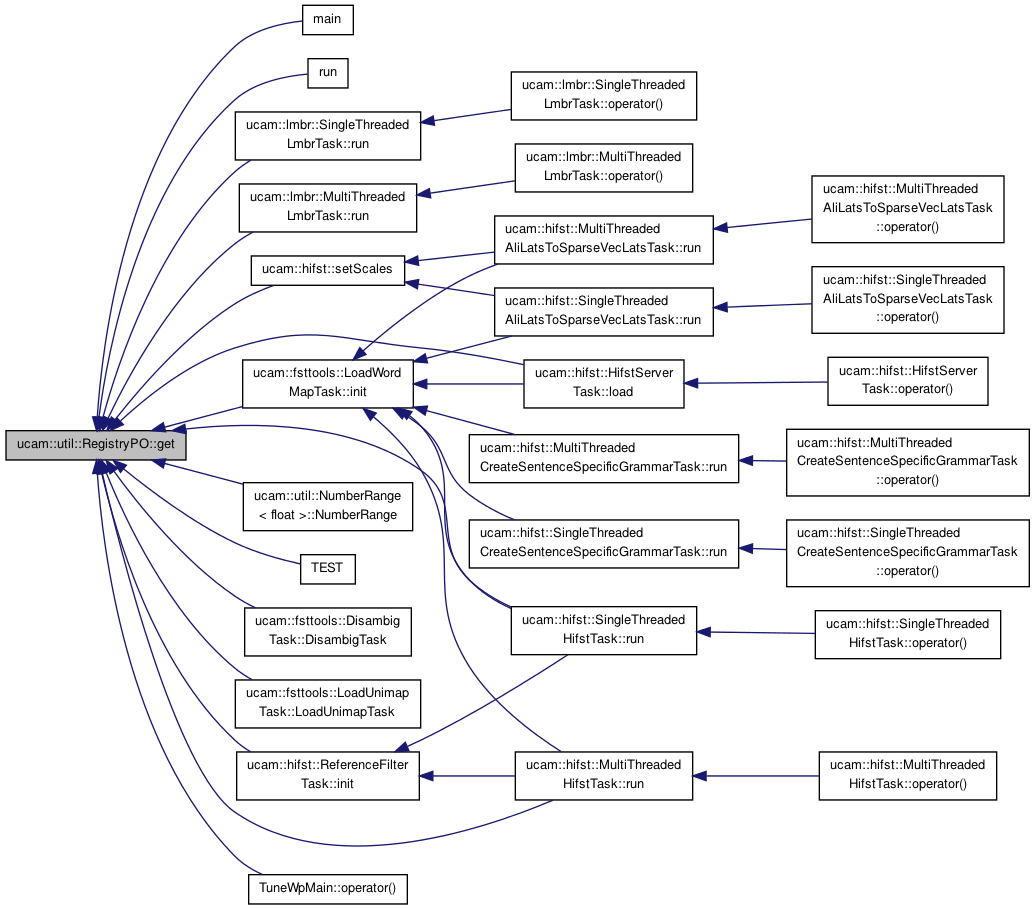 main
run
ucam::lmbr::SingleThreaded
LmbrTask::run
ucam::lmbr::SingleThreaded
LmbrTask::operator()
ucam::lmbr::MultiThreaded
LmbrTask::run
ucam::lmbr::MultiThreaded
LmbrTask::operator()
ucam::hifst::setScales
ucam::hifst::MultiThreaded
AliLatsToSparseVecLatsTask::run
ucam::hifst::MultiThreaded
AliLatsToSparseVecLatsTask
::operator()
ucam::hifst::SingleThreaded
AliLatsToSparseVecLatsTask::run
ucam::hifst::SingleThreaded
AliLatsToSparseVecLatsTask
::operator()
ucam::fsttools::LoadWord
MapTask::init
ucam::hifst::HifstServer
Task::load
ucam::hifst::HifstServer
Task::operator()
ucam::util::RegistryPO::get
ucam::hifst::MultiThreaded
CreateSentenceSpecificGrammarTask::run
ucam::hifst::MultiThreaded
CreateSentenceSpecificGrammarTask
::operator()
ucam::util::NumberRange
< float >::NumberRange
ucam::hifst::SingleThreaded
CreateSentenceSpecificGrammarTask::run
ucam::hifst::SingleThreaded
CreateSentenceSpecificGrammarTask
::operator()
TEST
ucam::fsttools::Disambig
Task::DisambigTask
ucam::hifst::SingleThreaded
HifstTask::run
ucam::hifst::SingleThreaded
HifstTask::operator()
ucam::fsttools::LoadUnimap
Task::LoadUnimapTask
ucam::hifst::ReferenceFilter
Task::init
ucam::hifst::MultiThreaded
HifstTask::run
ucam::hifst::MultiThreaded
HifstTask::operator()
TuneWpMain::operator()